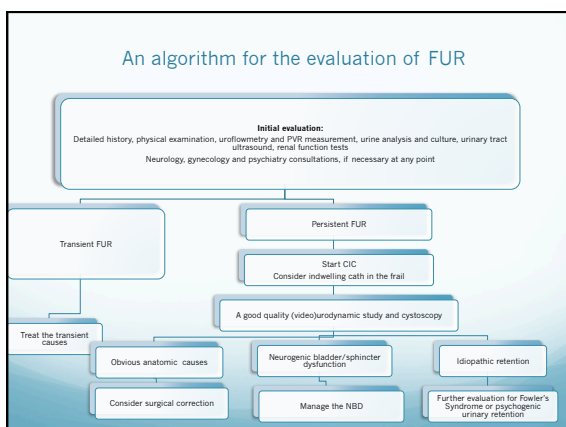 An algorithm for the evaluation of FUR
Initial evaluation:
Detailed history, physical examination, uroflowmetry and PVR measurement, urine analysis and culture, urinary tract
ultrasound, renal function tests
Neurology, gynecology and psychiatry consultations, if necessary at any point
Transient FUR
Persistent FUR
Start CIC
Consider indwelling cath in the frail
A good quality (video)urodynamic study and cystoscopy
Treat the transient
causes
Obvious anatomic causes
Neurogenic bladder/sphincter
dysfunction
Idiopathic retention
Consider surgical correction
Manage the NBD
Further evaluation for Fowler's
Syndrome or psychogenic
urinary retention